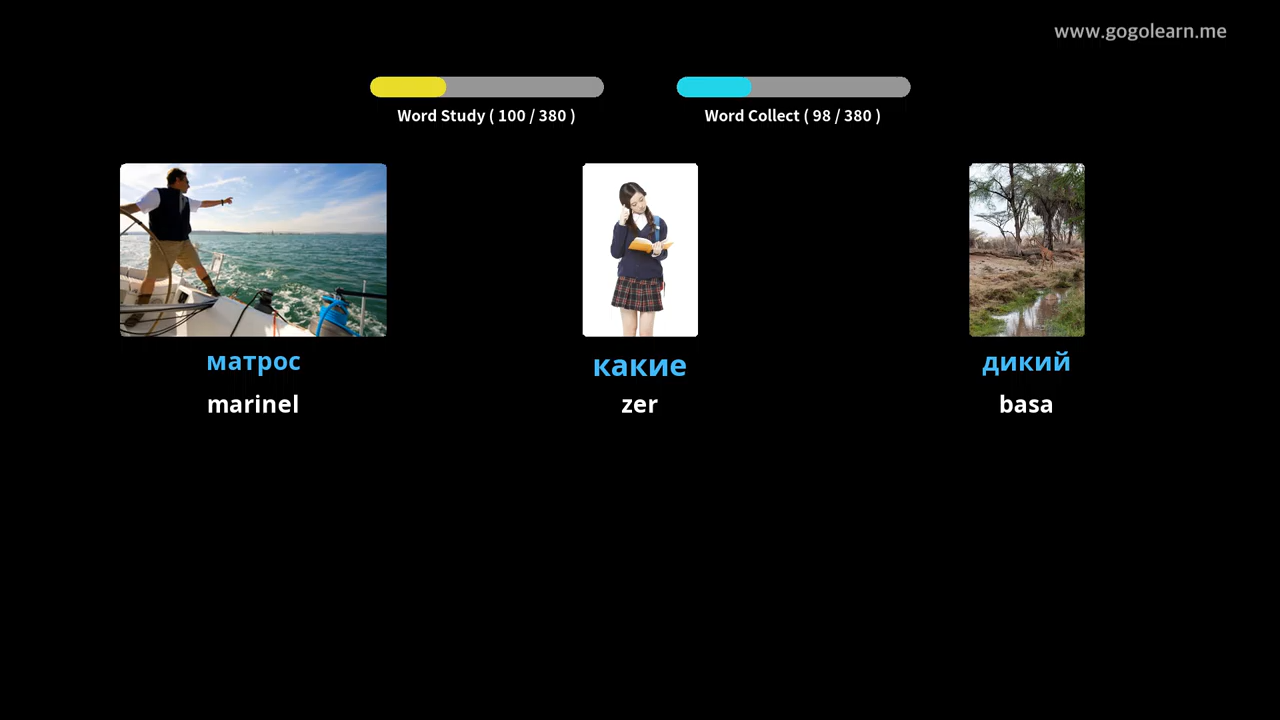 www.gogolearn.me
Word Study ( 100 / 380 )
Word Collect ( 98 / 380 )
матрос
marinel
какие
zer
дикий
basa